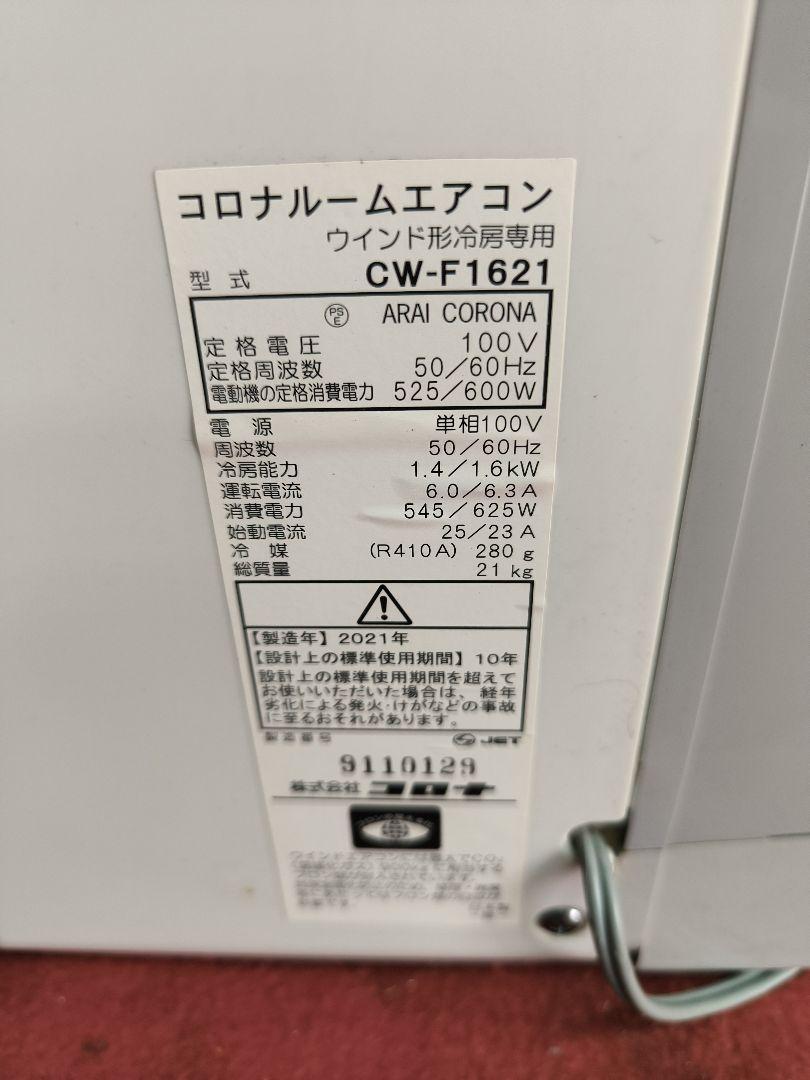 コロナルームエアコン
ウインド形冷房専用
型式 CW-F1621
PS E ARAI CORONA
定格電圧 100V
定格周波数 50/60Hz
電動機の定格消費電力 525/600W
電源 単相100V
周波数 50/60Hz
冷房能力 1.4/1.6kW
運転電流 6.0/6.3A
消費電力 545/625W
始動電流 25/23A
冷媒 (R410A) 280g
総質量 21kg
【製造年】2021年
【設計上の標準使用期間】10年
設計上の標準使用期間を超えて
お使いいただいた場合は、経年
劣化による発火・けがなどの事故
に至るおそれがあります。
製造番号 JET
9110129
株式会社 コロナ